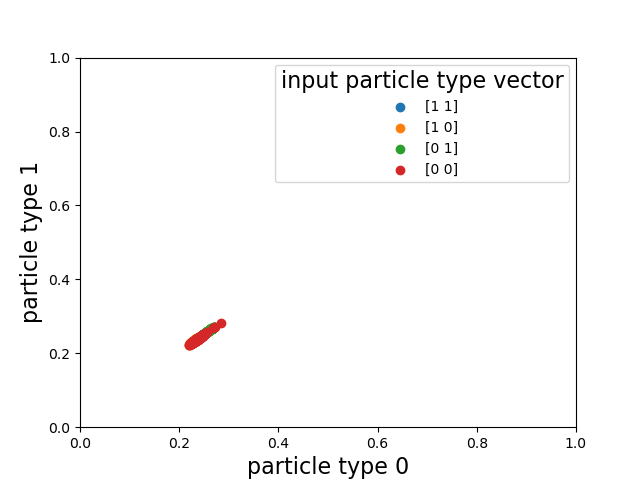 input particle type vector
[1 1]
[1 0]
[0 1]
[0 0]
1.0
0.8
0.6
0.4
0.2
0.0
particle type 1
0.0 0.2 0.4 0.6 0.8 1.0
particle type 0